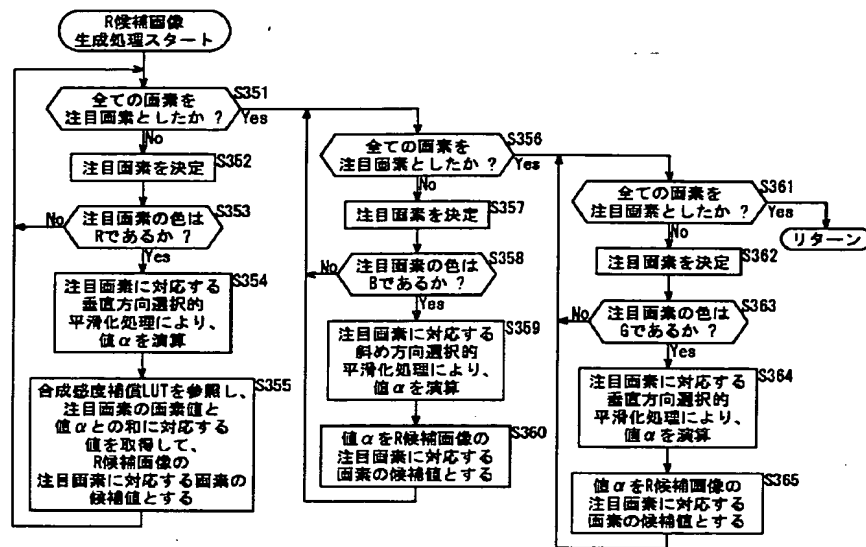 R候補画像
生成処理スタート
S351
全ての画素を
注目画素としたか ?
Yes
No
S352
注目画素を決定
S353
No
注目画素の色は
Rであるか ?
Yes
S354
注目画素に対応する
垂直方向選択的
平滑化処理により、
値αを演算
S355
合成感度補償LUTを参照し、
注目画素の画素値と
値αとの和に対応する
値を取得して、
R候補画像の
注目画素に対応する画素の
候補値とする
S356
全ての画素を
注目画素としたか ?
Yes
No
S357
注目画素を決定
S358
No
注目画素の色は
Bであるか ?
Yes
S359
注目画素に対応する
斜め方向選択的
平滑化処理により、
値αを演算
S360
値αをR候補画像の
注目画素に対応する
画素の候補値とする
S361
全ての画素を
注目画素としたか ?
Yes
リターン
No
S362
注目画素を決定
S363
No
注目画素の色は
Gであるか ?
Yes
S364
注目画素に対応する
垂直方向選択的
平滑化処理により、
値αを演算
S365
値αをR候補画像の
注目画素に対応する
画素の候補値とする